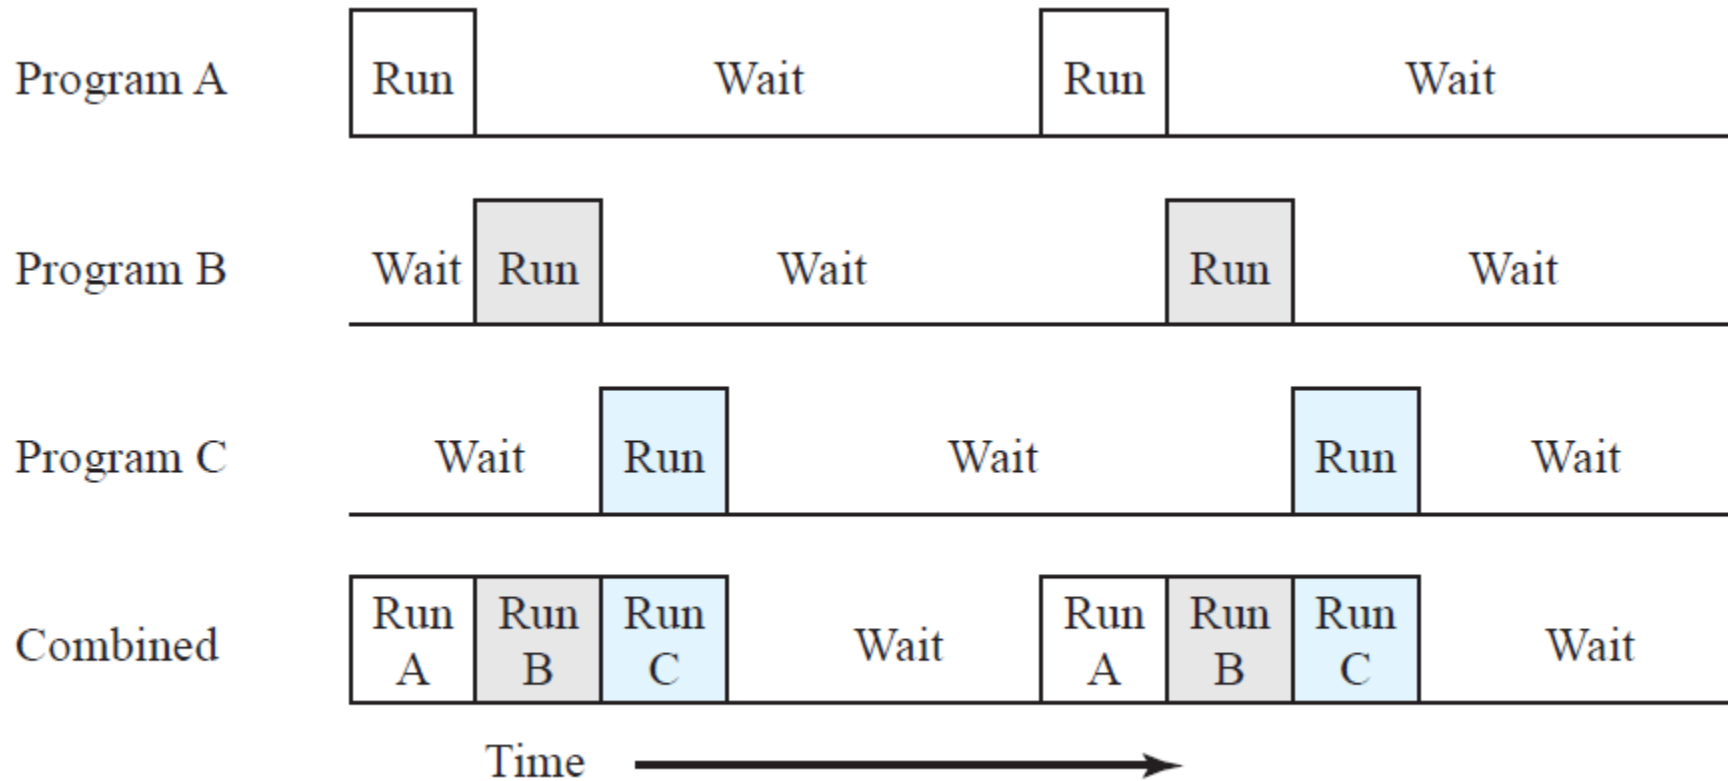 Program A Run Wait Run Wait
Program B Wait Run Wait Run Wait
Program C Wait Run Wait Run Wait
Combined Run A Run B Run C Wait Run A Run B Run C Wait
Time